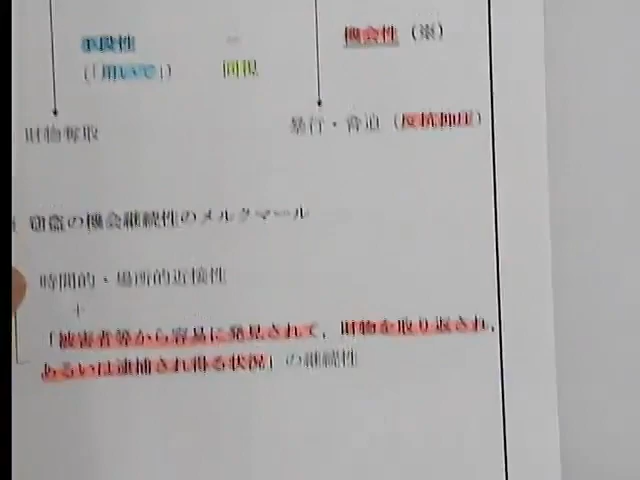 手段性
機会性 (※)
(「用いて」)
同視
財物奪取
暴行・脅迫 (反抗抑圧)
窃盗の機会継続性のメルクマール
時間的・場所的近接性
+
「被害者等から容易に発見されて, 財物を取り返され,
あるいは逮捕され得る状況」の継続性